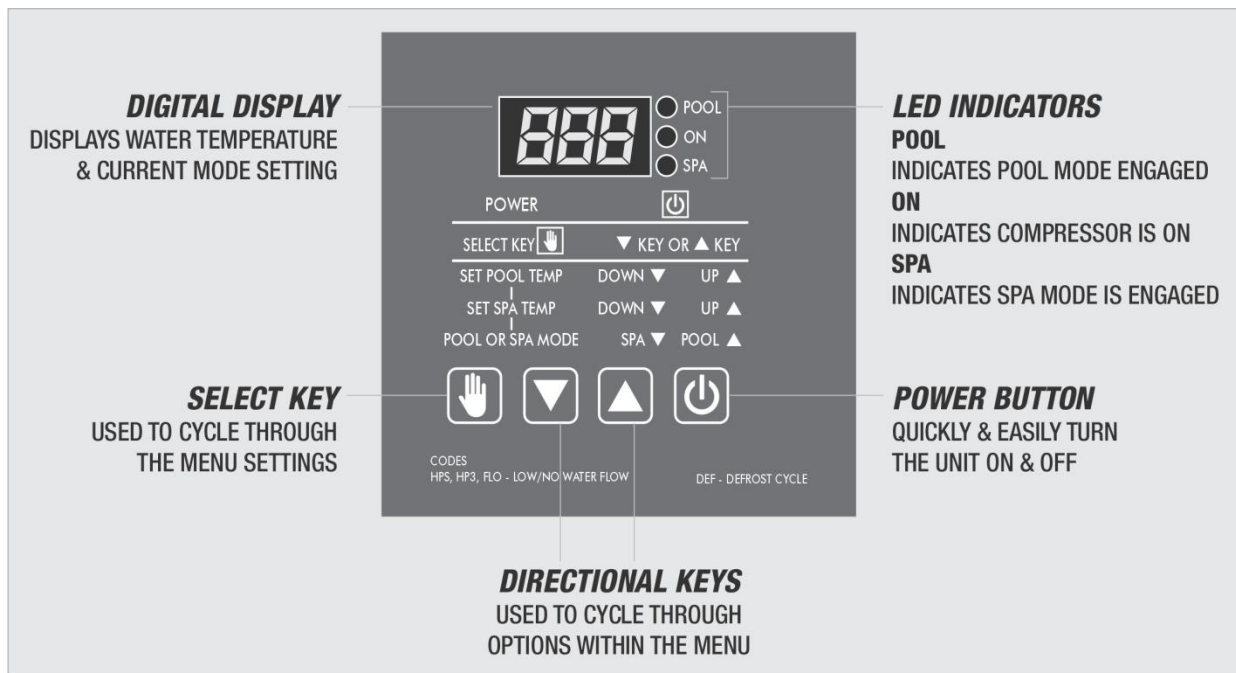 DIGITAL DISPLAY
DISPLAYS WATER TEMPERATURE
& CURRENT MODE SETTING
888
POOL
ON
SPA
LED INDICATORS
POOL
INDICATES POOL MODE ENGAGED
ON
INDICATES COMPRESSOR IS ON
SPA
INDICATES SPA MODE IS ENGAGED
POWER
SELECT KEY ▼ KEY OR ▲ KEY
SET POOL TEMP DOWN ▼ UP ▲
SET SPA TEMP DOWN ▼ UP ▲
POOL OR SPA MODE SPA ▼ POOL ▲
SELECT KEY
USED TO CYCLE THROUGH
THE MENU SETTINGS
POWER BUTTON
QUICKLY & EASILY TURN
THE UNIT ON & OFF
CODES
HPS, HP3, FLO - LOW/NO WATER FLOW DEF - DEFROST CYCLE
DIRECTIONAL KEYS
USED TO CYCLE THROUGH
OPTIONS WITHIN THE MENU